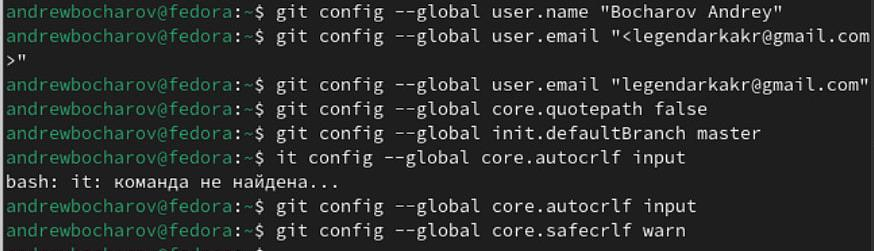 andrewbocharov@fedora:~$ git config --global user.name "Bocharov Andrey"
andrewbocharov@fedora:~$ git config --global user.email "<legendarkakr@gmail.com
>"
andrewbocharov@fedora:~$ git config --global user.email "legendarkakr@gmail.com"
andrewbocharov@fedora:~$ git config --global core.quotepath false
andrewbocharov@fedora:~$ git config --global init.defaultBranch master
andrewbocharov@fedora:~$ it config --global core.autocrlf input
bash: it: команда не найдена...
andrewbocharov@fedora:~$ git config --global core.autocrlf input
andrewbocharov@fedora:~$ git config --global core.safecrlf warn